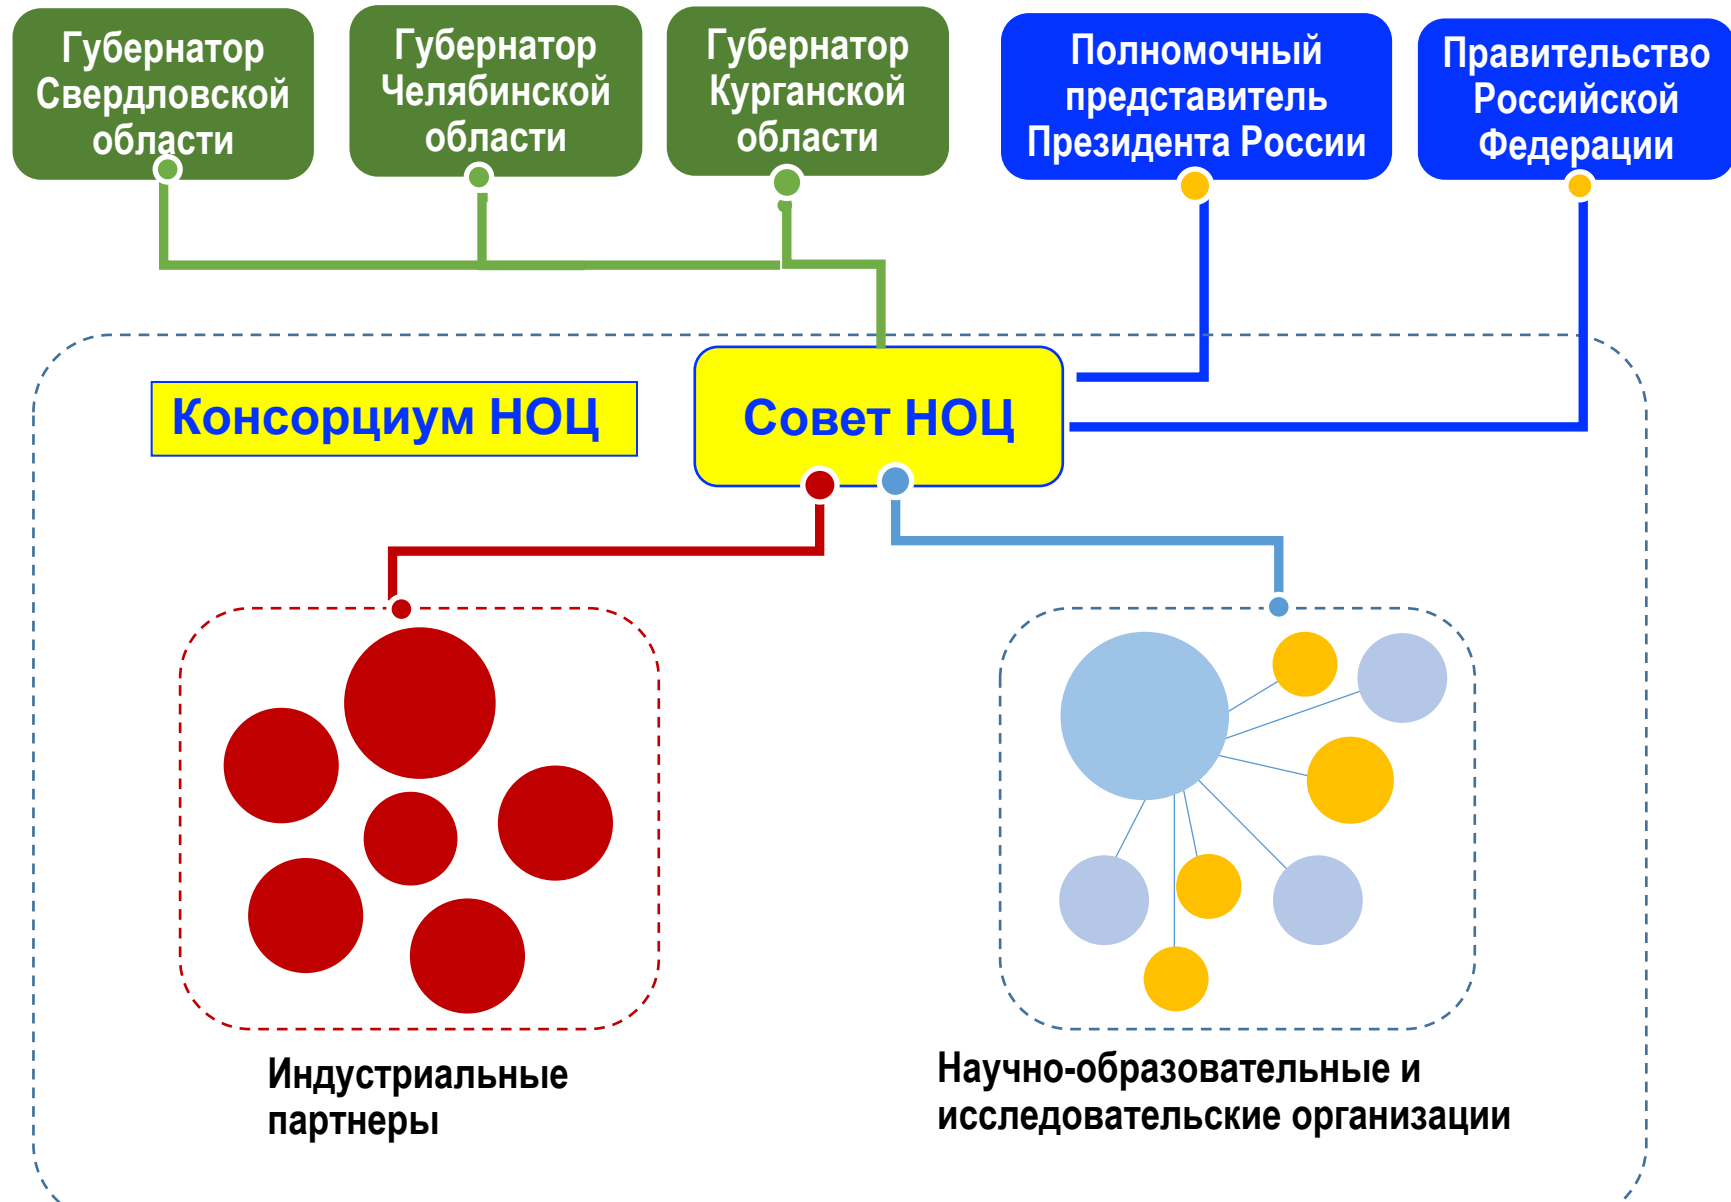 Губернатор
Свердловской
области
Губернатор
Челябинской
области
Губернатор
Курганской
области
Полномочный
представитель
Президента России
Правительство
Российской
Федерации
Консорциум НОЦ
Совет НОЦ
Индустриальные
партнеры
Научно-образовательные и
исследовательские организации